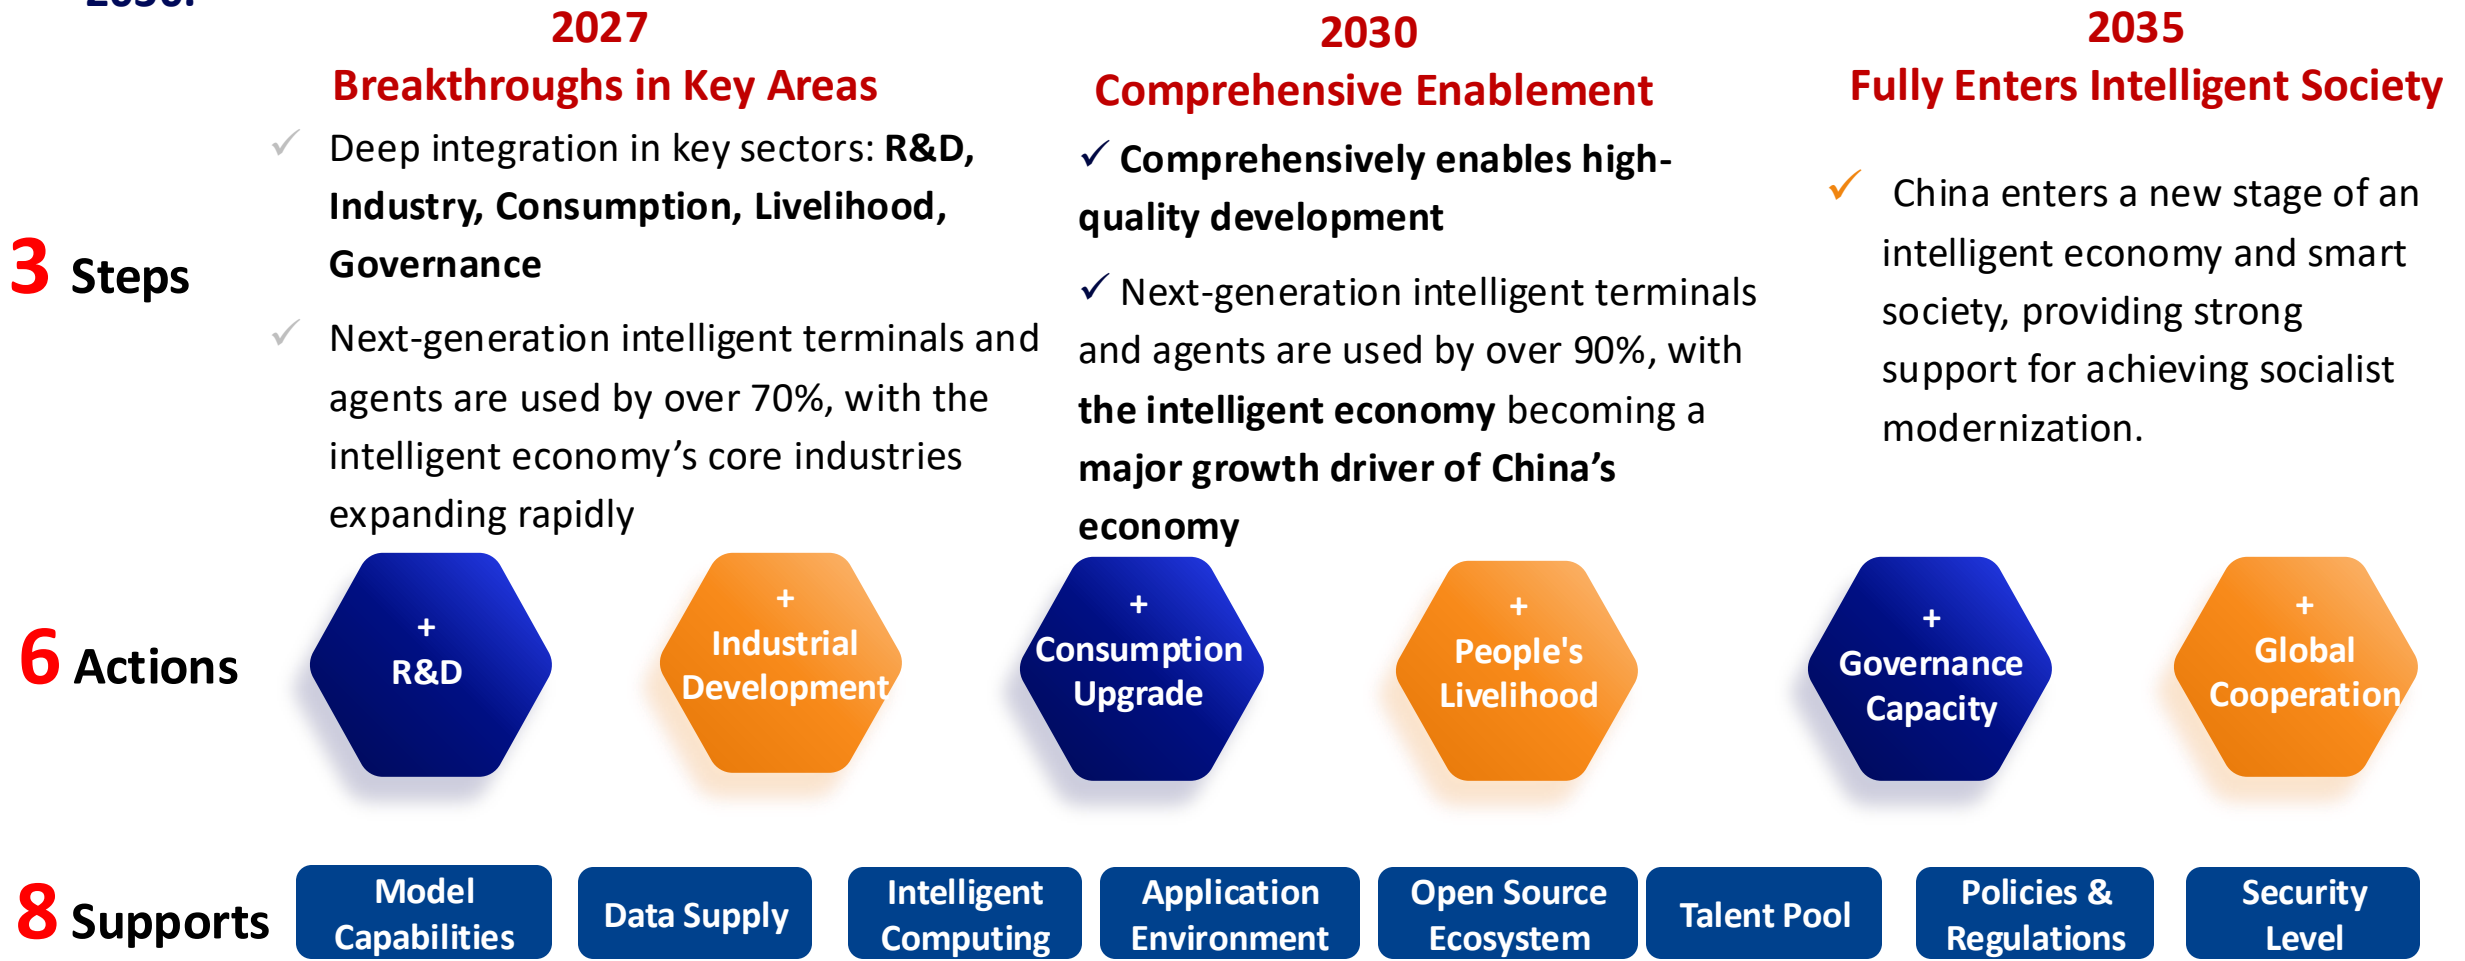 2030.
2027
Breakthroughs in Key Areas
Deep integration in key sectors: R&D,
Industry, Consumption, Livelihood,
Governance
Next-generation intelligent terminals and
agents are used by over 70%, with the
intelligent economy’s core industries
expanding rapidly
2030
Comprehensive Enablement
Comprehensively enables high-
quality development
Next-generation intelligent terminals
and agents are used by over 90%, with
the intelligent economy becoming a
major growth driver of China’s
economy
2035
Fully Enters Intelligent Society
China enters a new stage of an
intelligent economy and smart
society, providing strong
support for achieving socialist
modernization.
3 Steps
6 Actions
+
R&D
+
Industrial
Development
+
Consumption
Upgrade
+
People's
Livelihood
+
Governance
Capacity
+
Global
Cooperation
8 Supports
Model
Capabilities
Data Supply
Intelligent
Computing
Application
Environment
Open Source
Ecosystem
Talent Pool
Policies &
Regulations
Security
Level